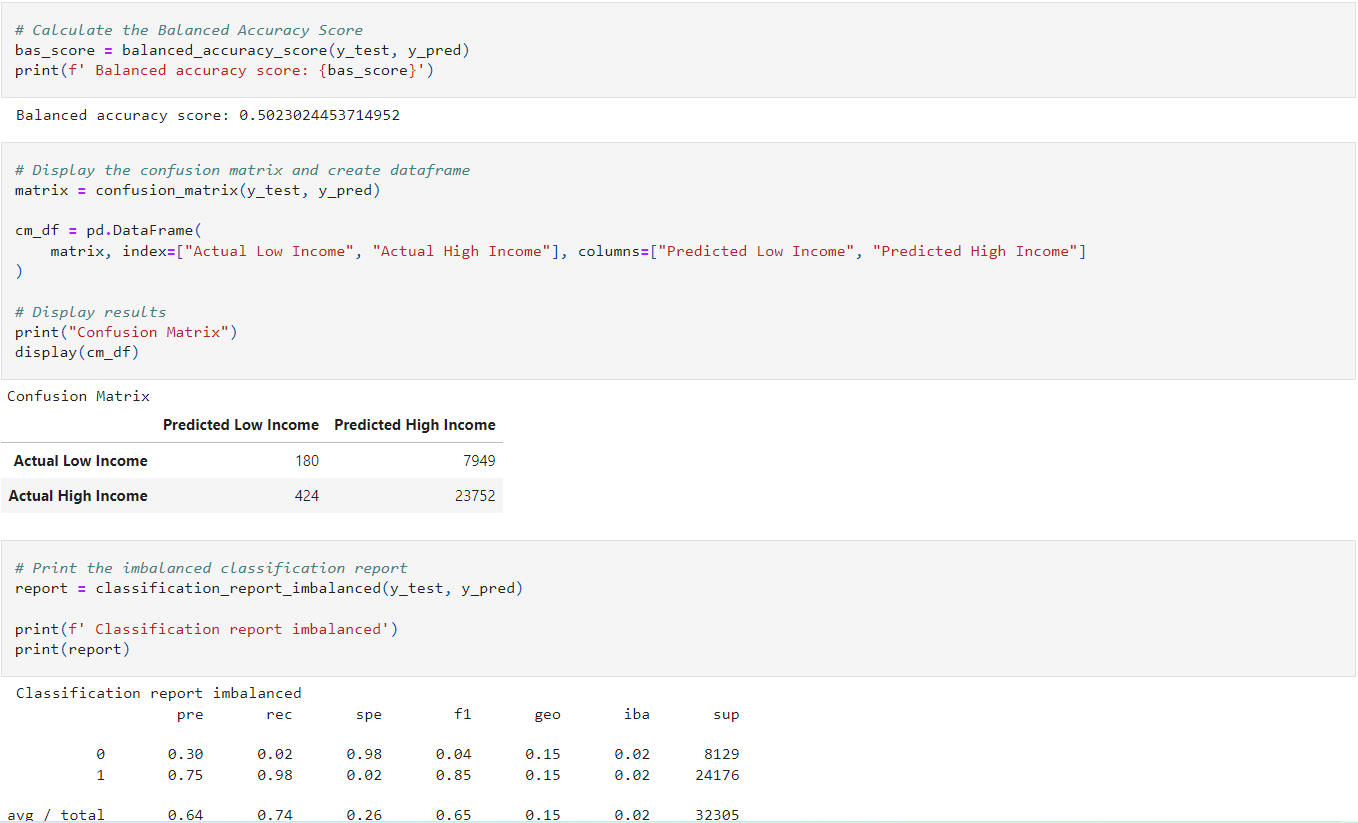 # Calculate the Balanced Accuracy Score
bas_score = balanced_accuracy_score(y_test, y_pred)
print(f' Balanced accuracy score: {bas_score}')
Balanced accuracy score: 0.5023024453714952
# Display the confusion matrix and create dataframe
matrix = confusion_matrix(y_test, y_pred)
cm_df = pd.DataFrame(
matrix, index=["Actual Low Income", "Actual High Income"], columns=["Predicted Low Income", "Predicted High Income"]
)
# Display results
print("Confusion Matrix")
display(cm_df)
Confusion Matrix
Predicted Low Income Predicted High Income
Actual Low Income 180 7949
Actual High Income 424 23752
# Print the imbalanced classification report
report = classification_report_imbalanced(y_test, y_pred)
print(f' Classification report imbalanced')
print(report)
Classification report imbalanced
pre rec spe f1 geo iba sup
0 0.30 0.02 0.98 0.04 0.15 0.02 8129
1 0.75 0.98 0.02 0.85 0.15 0.02 24176
avg / total 0.64 0.74 0.26 0.65 0.15 0.02 32305